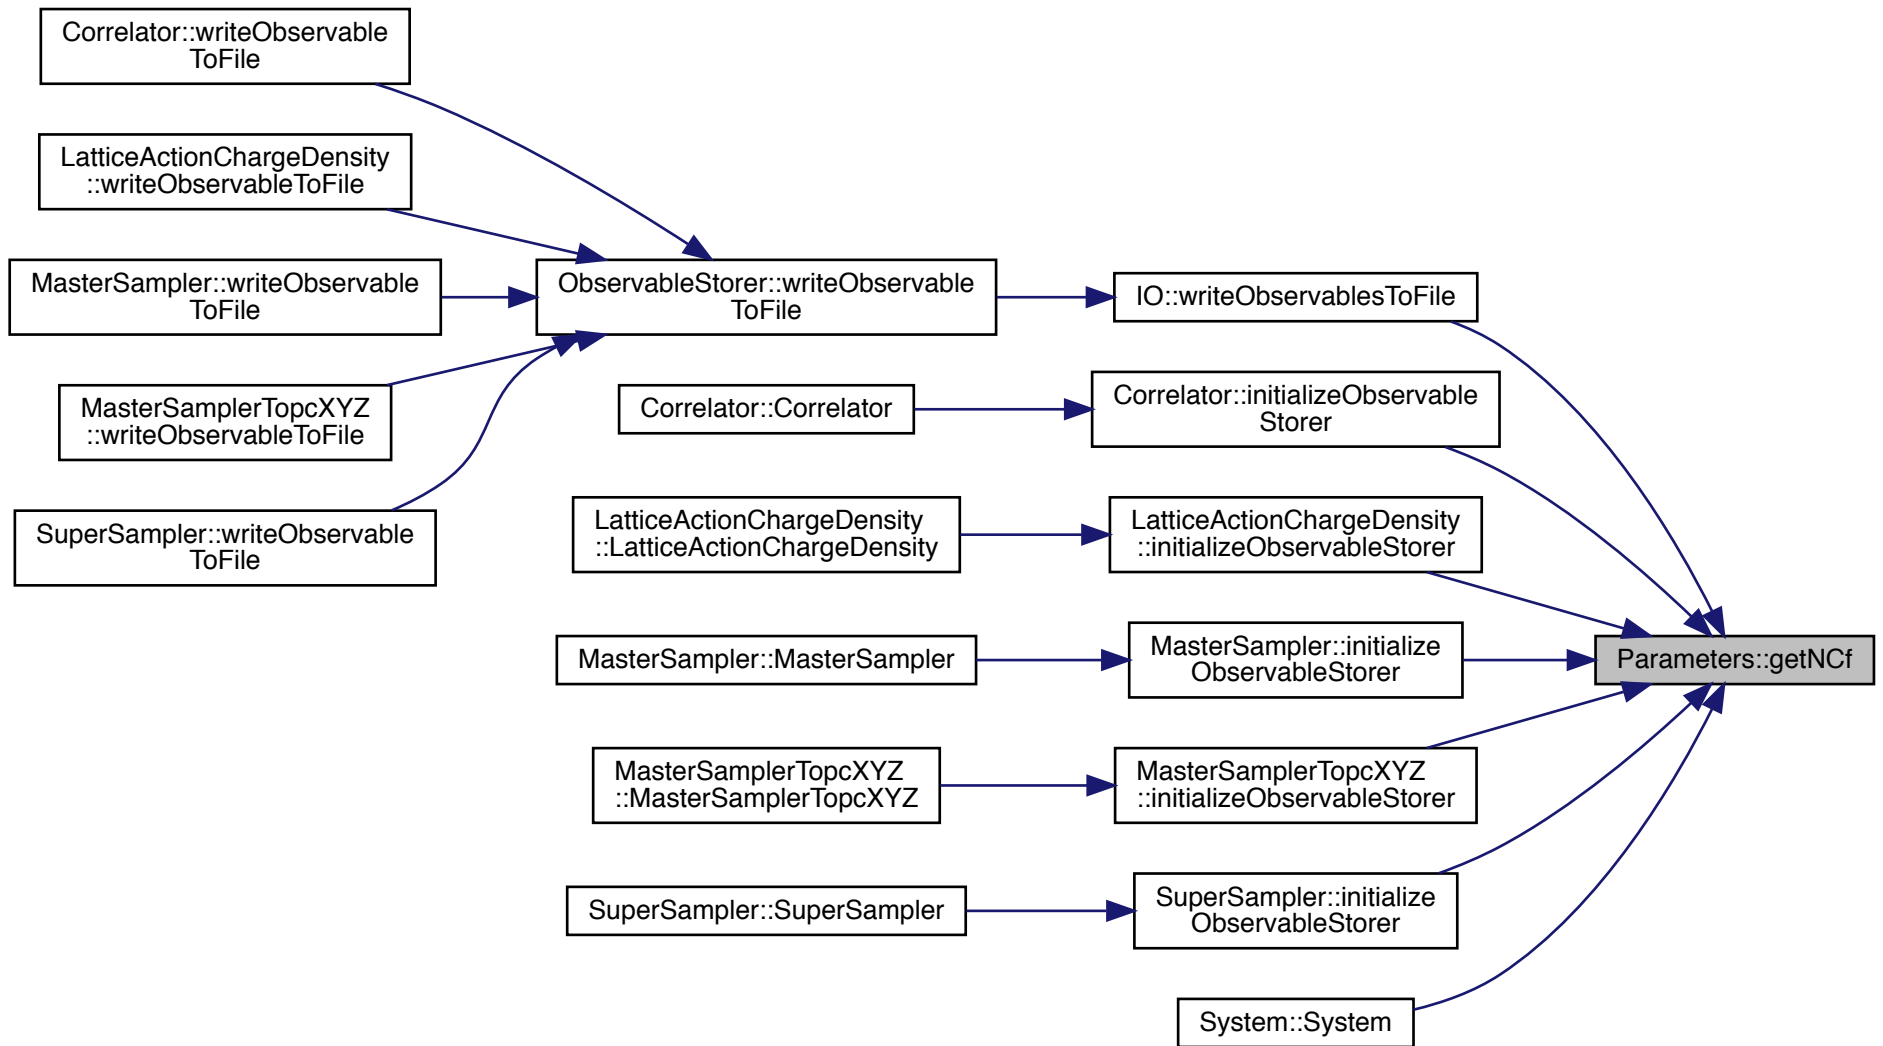 Correlator::writeObservable
ToFile
LatticeActionChargeDensity
::writeObservableToFile
MasterSampler::writeObservable
ToFile
MasterSamplerTopcXYZ
::writeObservableToFile
SuperSampler::writeObservable
ToFile
ObservableStorer::writeObservable
ToFile
Correlator::Correlator
LatticeActionChargeDensity
::LatticeActionChargeDensity
MasterSampler::MasterSampler
MasterSamplerTopcXYZ
::MasterSamplerTopcXYZ
SuperSampler::SuperSampler
IO::writeObservablesToFile
Correlator::initializeObservable
Storer
LatticeActionChargeDensity
::initializeObservableStorer
MasterSampler::initialize
ObservableStorer
MasterSamplerTopcXYZ
::initializeObservableStorer
SuperSampler::initialize
ObservableStorer
System::System
Parameters::getNCf